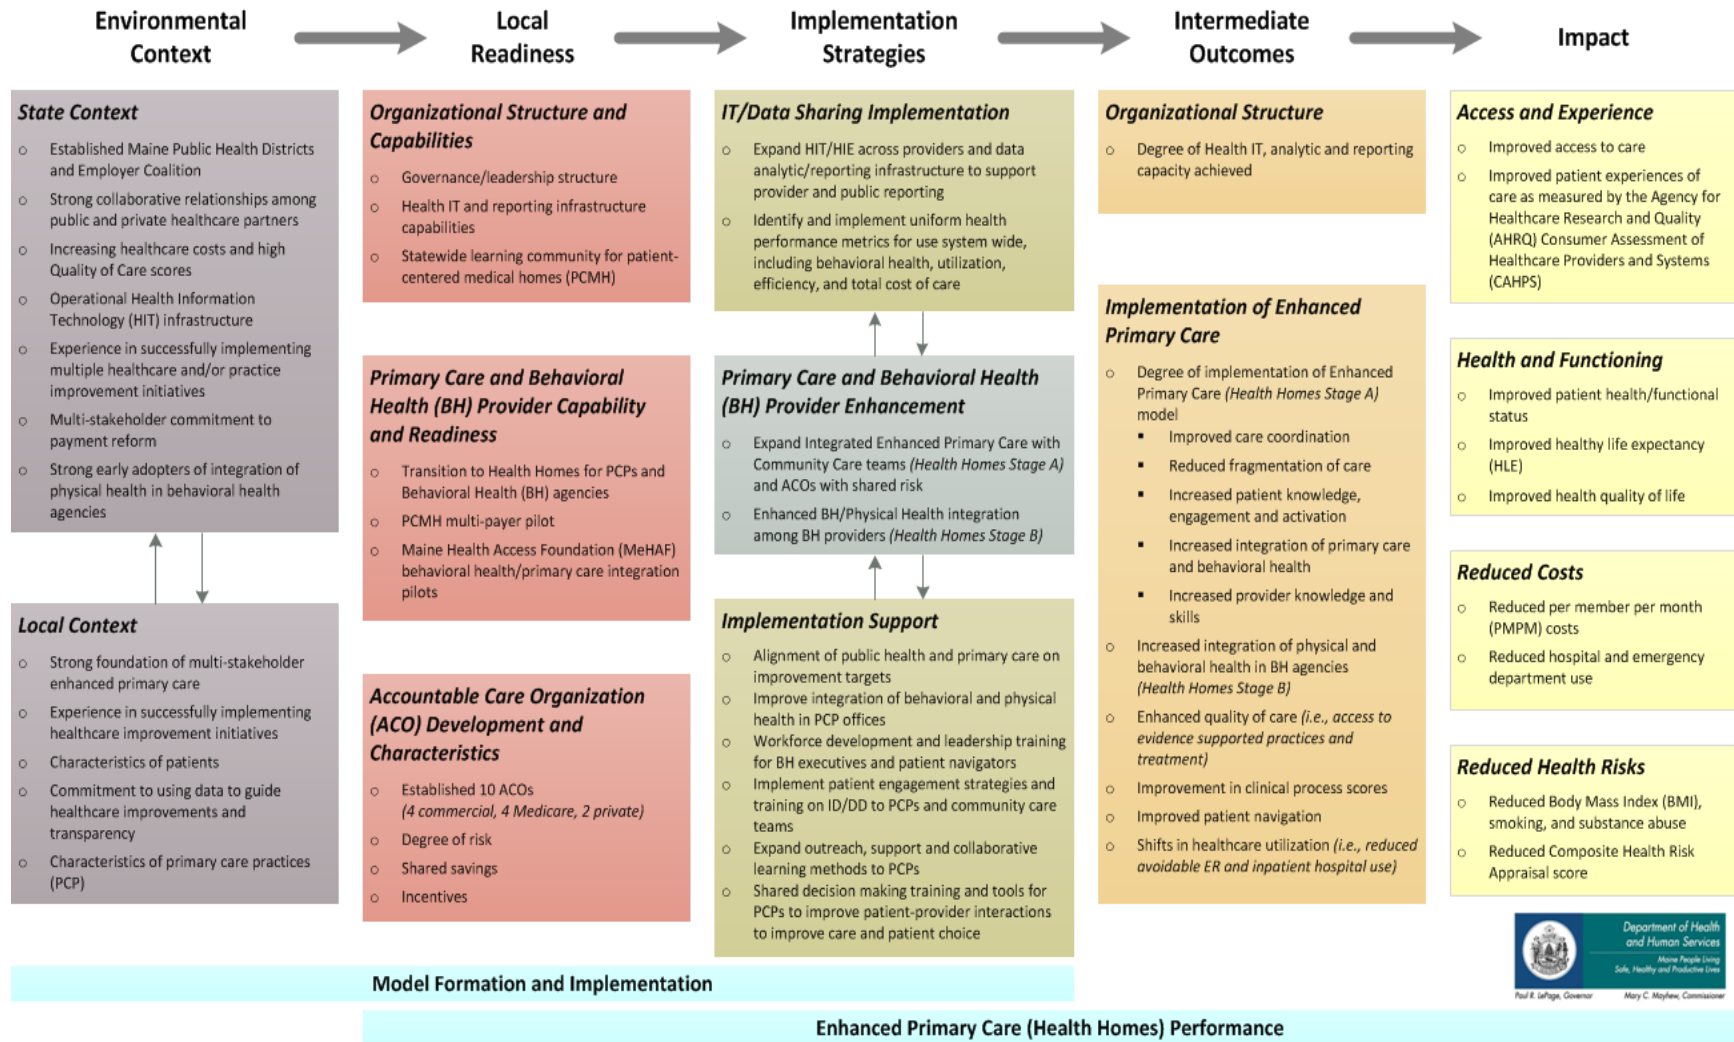 Environmental
Context
Local
Readiness
Implementation
Strategies
Intermediate
Outcomes
Impact
State Context
o Established Maine Public Health Districts
and Employer Coalition
o Strong collaborative relationships among
public and private healthcare partners
o Increasing healthcare costs and high
Quality of Care scores
o Operational Health Information
Technology (HIT) infrastructure
o Experience in successfully implementing
multiple healthcare and/or practice
improvement initiatives
o Multi-stakeholder commitment to
payment reform
o Strong early adopters of integration of
physical health in behavioral health
agencies
Local Context
o Strong foundation of multi-stakeholder
enhanced primary care
o Experience in successfully implementing
healthcare improvement initiatives
o Characteristics of patients
o Commitment to using data to guide
healthcare improvements and
transparency
o Characteristics of primary care practices
(PCP)
Organizational Structure and
Capabilities
o Governance/leadership structure
o Health IT and reporting infrastructure
capabilities
o Statewide learning community for patient-
centered medical homes (PCMH)
Primary Care and Behavioral
Health (BH) Provider Capability
and Readiness
o Transition to Health Homes for PCPs and
Behavioral Health (BH) agencies
o PCMH multi-payer pilot
o Maine Health Access Foundation (MeHAF)
behavioral health/primary care integration
pilots
Accountable Care Organization
(ACO) Development and
Characteristics
o Established 10 ACOs
(4 commercial, 4 Medicare, 2 private)
o Degree of risk
o Shared savings
o Incentives
IT/Data Sharing Implementation
o Expand HIT/HIE across providers and data
analytic/reporting infrastructure to support
provider and public reporting
o Identify and implement uniform health
performance metrics for use system wide,
including behavioral health, utilization,
efficiency, and total cost of care
Primary Care and Behavioral Health
(BH) Provider Enhancement
o Expand Integrated Enhanced Primary Care with
Community Care teams (Health Homes Stage A)
and ACOs with shared risk
o Enhanced BH/Physical Health integration
among BH providers (Health Homes Stage B)
Implementation Support
o Alignment of public health and primary care on
improvement targets
o Improve integration of behavioral and physical
health in PCP offices
o Workforce development and leadership training
for BH executives and patient navigators
o Implement patient engagement strategies and
training on ID/DD to PCPs and community care
teams
o Expand outreach, support and collaborative
learning methods to PCPs
o Shared decision making training and tools for
PCPs to improve patient-provider interactions
to improve care and patient choice
Organizational Structure
o Degree of Health IT, analytic and reporting
capacity achieved
Implementation of Enhanced
Primary Care
o Degree of implementation of Enhanced
Primary Care (Health Homes Stage A)
model
▪ Improved care coordination
▪ Reduced fragmentation of care
▪ Increased patient knowledge,
engagement and activation
▪ Increased integration of primary care
and behavioral health
▪ Increased provider knowledge and
skills
o Increased integration of physical and
behavioral health in BH agencies
(Health Homes Stage B)
o Enhanced quality of care (i.e., access to
evidence supported practices and
treatment)
o Improvement in clinical process scores
o Improved patient navigation
o Shifts in healthcare utilization (i.e., reduced
avoidable ER and inpatient hospital use)
Access and Experience
o Improved access to care
o Improved patient experiences of
care as measured by the Agency for
Healthcare Research and Quality
(AHRQ) Consumer Assessment of
Healthcare Providers and Systems
(CAHPS)
Health and Functioning
o Improved patient health/functional
status
o Improved healthy life expectancy
(HLE)
o Improved health quality of life
Reduced Costs
o Reduced per member per month
(PMPM) costs
o Reduced hospital and emergency
department use
Reduced Health Risks
o Reduced Body Mass Index (BMI),
smoking, and substance abuse
o Reduced Composite Health Risk
Appraisal score
Department of Health
and Human Services
Maine People Living
Safe, Healthy and Productive Lives
Paul R. LePage, Governor Mary C. Mayhew, Commissioner
Model Formation and Implementation
Enhanced Primary Care (Health Homes) Performance